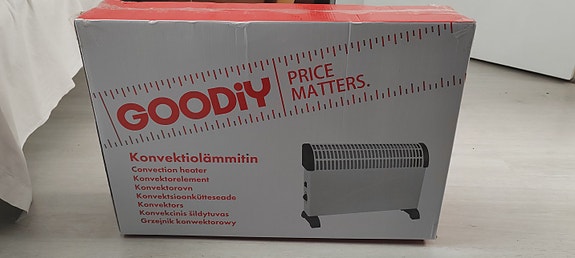 GOODiY
PRICE
MATTERS.
Konvektiolämmitin
Convection heater
Konvektorelement
Konvektorovn
Konvektsioonkütteseade
Konvektors
Konvekcinis šildytuvas
Grzejnik konwektorowy